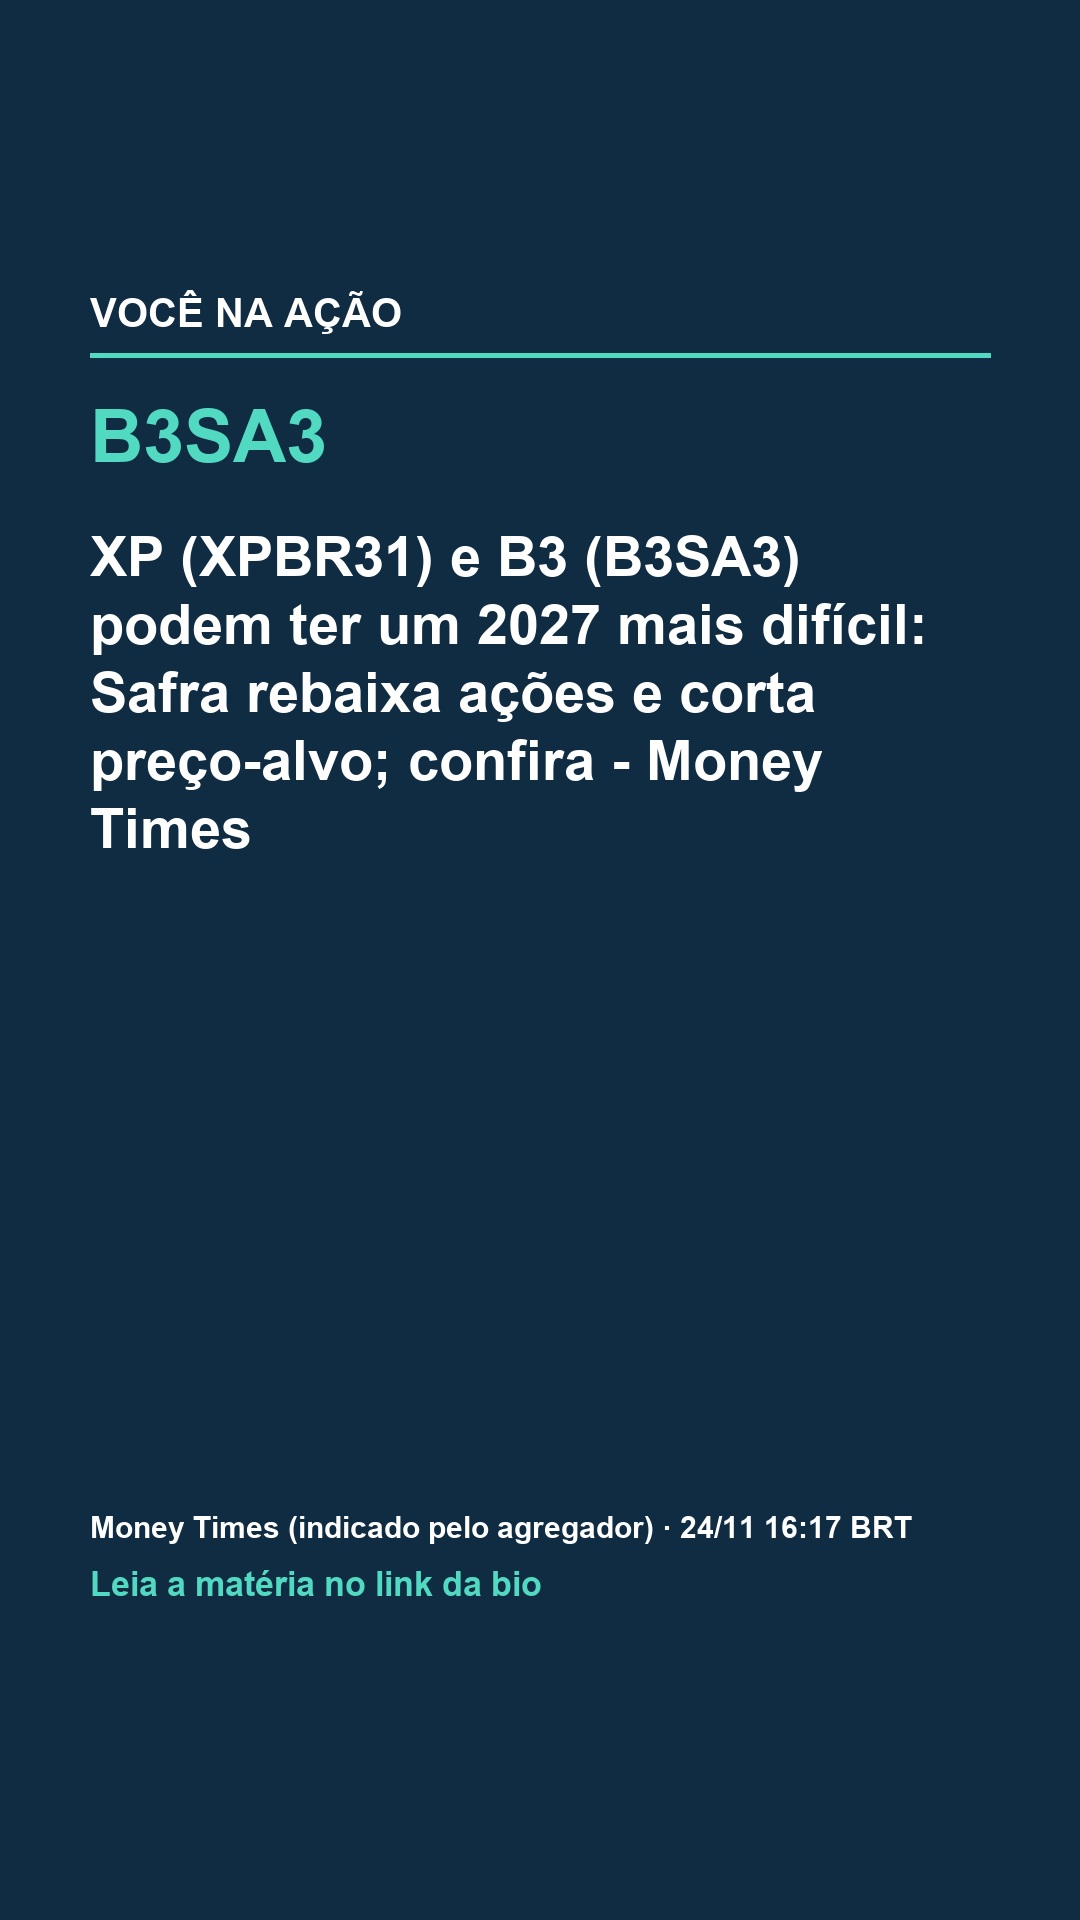 VOCÊ NA AÇÃO
B3SA3
XP (XPBR31) e B3 (B3SA3)
podem ter um 2027 mais difícil:
Safra rebaixa ações e corta
preço-alvo; confira - Money
Times
Money Times (indicado pelo agregador) · 24/11 16:17 BRT
Leia a matéria no link da bio